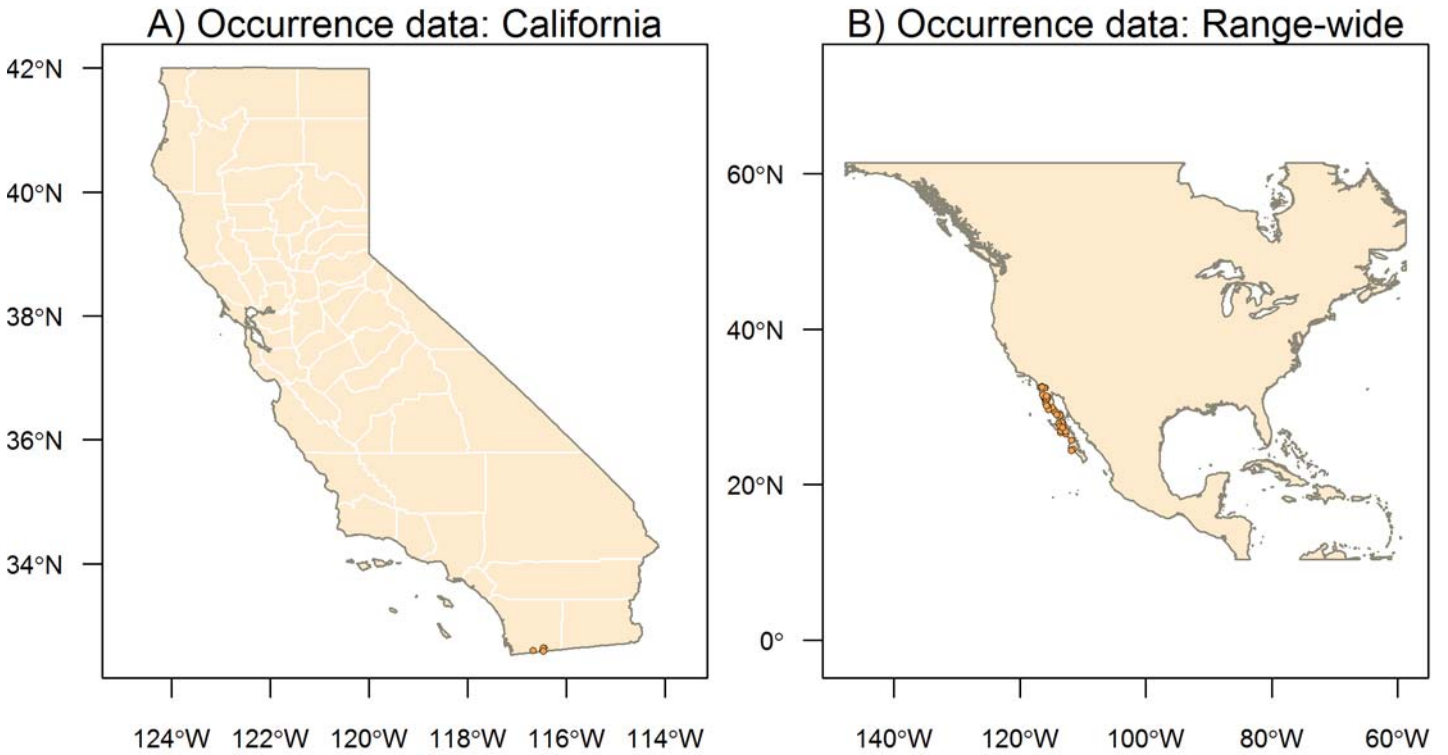 A) Occurrence data: California
42°N
40°N
38°N
36°N
34°N
124°W 122°W 120°W 118°W 116°W 114°W
B) Occurrence data: Range-wide
60°N
40°N
20°N
0°
140°W 120°W 100°W 80°W 60°W